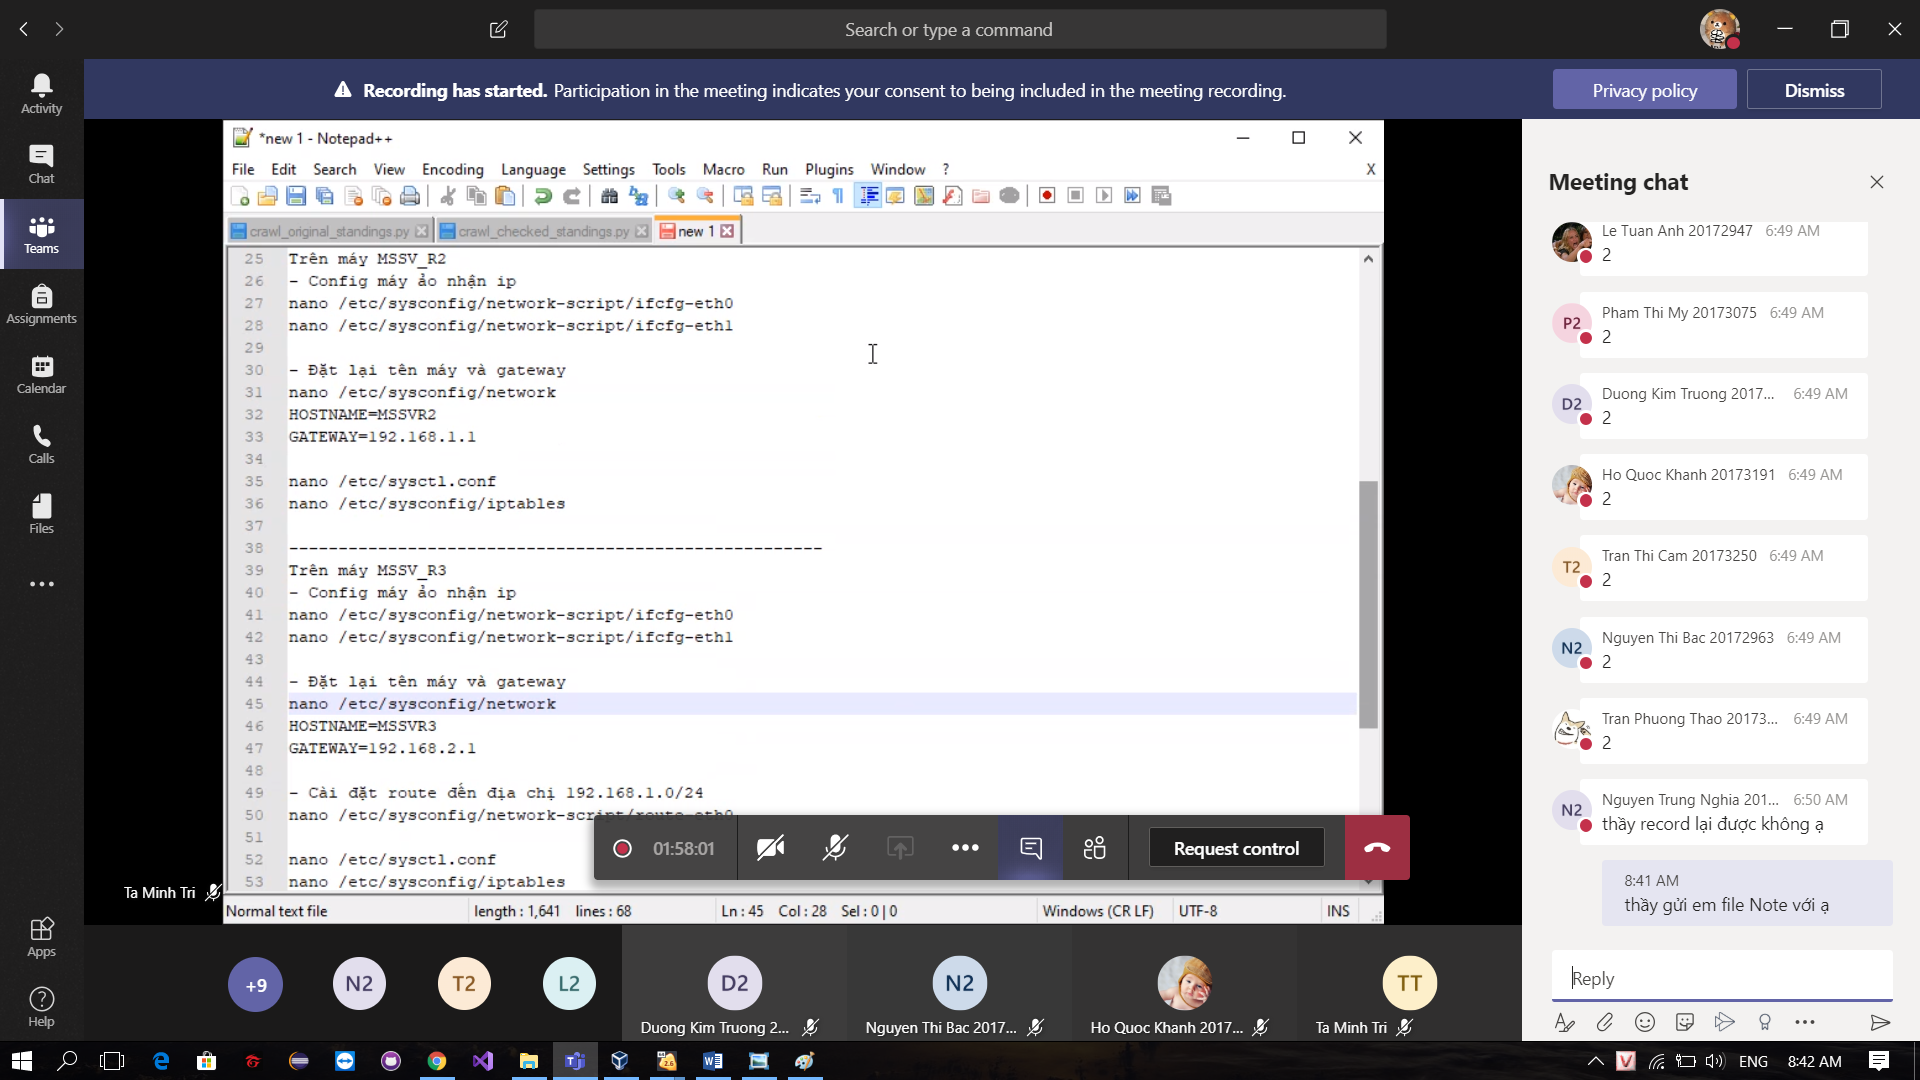 Search or type a command
Recording has started. Participation in the meeting indicates your consent to being included in the meeting recording.
Privacy policy
Dismiss
Activity
Chat
Teams
Assignments
Calendar
Calls
Files
Apps
Help
*new 1 - Notepad++
File Edit Search View Encoding Language Settings Tools Macro Run Plugins Window ? X
crawl_original_standings.py crawl_checked_standings.py new 1
25 Trên máy MSSV_R2
26 - Config máy ảo nhận ip
27 nano /etc/sysconfig/network-script/ifcfg-eth0
28 nano /etc/sysconfig/network-script/ifcfg-eth1
29
30 - Đặt lại tên máy và gateway
31 nano /etc/sysconfig/network
32 HOSTNAME=MSSVR2
33 GATEWAY=192.168.1.1
34
35 nano /etc/sysctl.conf
36 nano /etc/sysconfig/iptables
37
38 ------------------------------------------------------
39 Trên máy MSSV_R3
40 - Config máy ảo nhận ip
41 nano /etc/sysconfig/network-script/ifcfg-eth0
42 nano /etc/sysconfig/network-script/ifcfg-eth1
43
44 - Đặt lại tên máy và gateway
45 nano /etc/sysconfig/network
46 HOSTNAME=MSSVR3
47 GATEWAY=192.168.2.1
48
49 - Cài đặt route đến địa chỉ 192.168.1.0/24
50 nano /etc/sysconfig/network-script/route-eth0
51
52 nano /etc/sysctl.conf
53 nano /etc/sysconfig/iptables
01:58:01
Request control
Ta Minh Tri
Normal text file length : 1,641 lines : 68 Ln : 45 Col : 28 Sel : 0 | 0 Windows (CR LF) UTF-8 INS
+9
N2
T2
L2
D2
Duong Kim Truong 2...
N2
Nguyen Thi Bac 2017...
Ho Quoc Khanh 2017...
TT
Ta Minh Tri
Meeting chat
Le Tuan Anh 20172947 6:49 AM
2
P2
Pham Thi My 20173075 6:49 AM
2
D2
Duong Kim Truong 2017... 6:49 AM
2
Ho Quoc Khanh 20173191 6:49 AM
2
T2
Tran Thi Cam 20173250 6:49 AM
2
N2
Nguyen Thi Bac 20172963 6:49 AM
2
Tran Phuong Thao 20173... 6:49 AM
2
N2
Nguyen Trung Nghia 201... 6:50 AM
thầy record lại được không ạ
8:41 AM
thầy gửi em file Note với ạ
Reply
ENG 8:42 AM